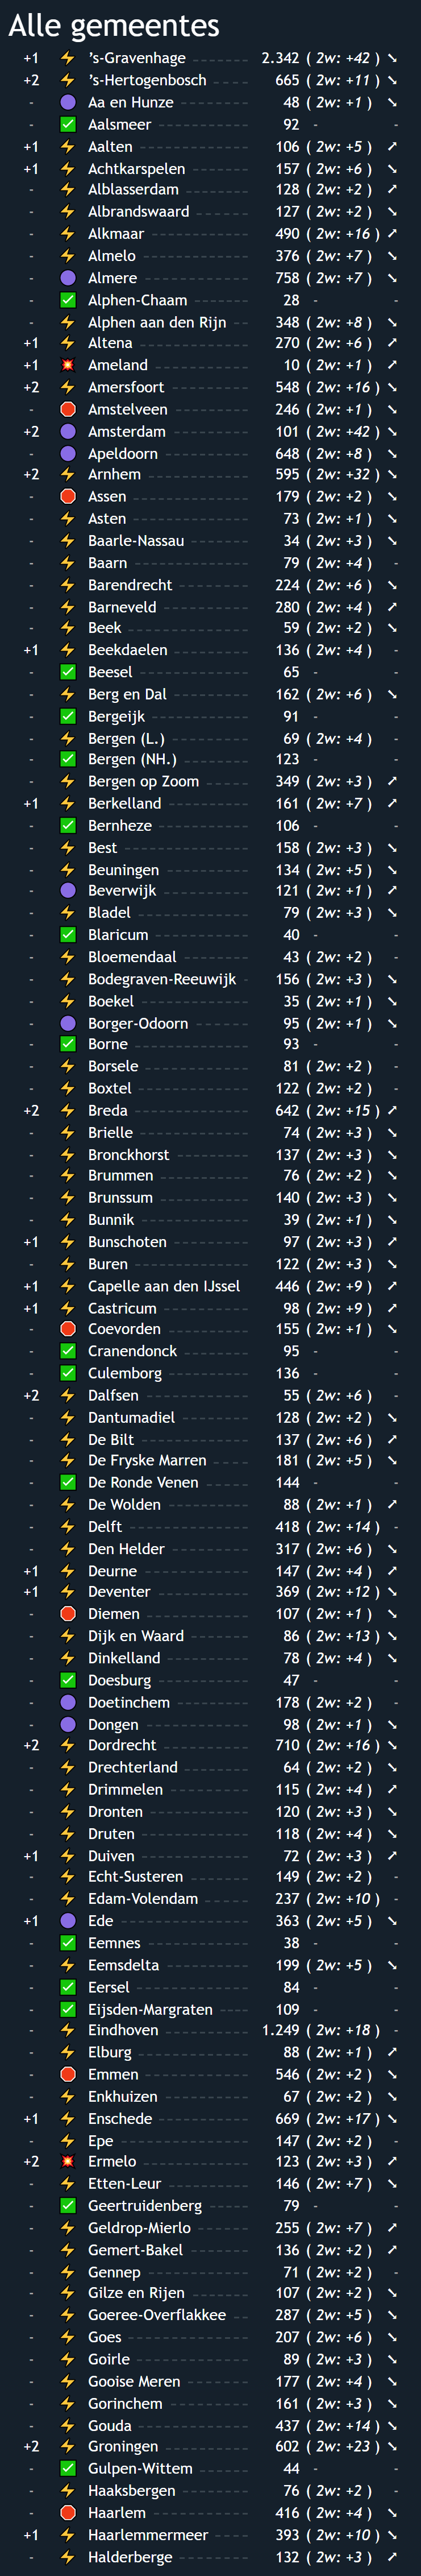 Alle gemeentes
+1 ⚡ ’s-Gravenhage 2.342 ( 2w: +42 ) ➘
+2 ⚡ ’s-Hertogenbosch 665 ( 2w: +11 ) ➘
- 🟣 Aa en Hunze 48 ( 2w: +1 ) ➘
- ✅ Aalsmeer 92 - -
+1 ⚡ Aalten 106 ( 2w: +5 ) ➚
+1 ⚡ Achtkarspelen 157 ( 2w: +6 ) ➘
- ⚡ Alblasserdam 128 ( 2w: +2 ) ➚
- ⚡ Albrandswaard 127 ( 2w: +2 ) ➘
- ⚡ Alkmaar 490 ( 2w: +16 ) ➚
- ⚡ Almelo 376 ( 2w: +7 ) ➘
- 🟣 Almere 758 ( 2w: +7 ) ➘
- ✅ Alphen-Chaam 28 - -
- ⚡ Alphen aan den Rijn 348 ( 2w: +8 ) ➘
+1 ⚡ Altena 270 ( 2w: +6 ) ➚
+1 💥 Ameland 10 ( 2w: +1 ) ➚
+2 ⚡ Amersfoort 548 ( 2w: +16 ) ➘
- 🛑 Amstelveen 246 ( 2w: +1 ) ➘
+2 🟣 Amsterdam 101 ( 2w: +42 ) ➘
- 🟣 Apeldoorn 648 ( 2w: +8 ) ➘
+2 ⚡ Arnhem 595 ( 2w: +32 ) ➘
- 🛑 Assen 179 ( 2w: +2 ) ➘
- ⚡ Asten 73 ( 2w: +1 ) ➘
- ⚡ Baarle-Nassau 34 ( 2w: +3 ) ➘
- ⚡ Baarn 79 ( 2w: +4 ) -
- ⚡ Barendrecht 224 ( 2w: +6 ) ➘
- ⚡ Barneveld 280 ( 2w: +4 ) ➚
- ⚡ Beek 59 ( 2w: +2 ) ➘
+1 ⚡ Beekdaelen 136 ( 2w: +4 ) -
- ✅ Beesel 65 - -
- ⚡ Berg en Dal 162 ( 2w: +6 ) ➘
- ✅ Bergeijk 91 - -
- ⚡ Bergen (L.) 69 ( 2w: +4 ) -
- ✅ Bergen (NH.) 123 - -
- ⚡ Bergen op Zoom 349 ( 2w: +3 ) ➚
+1 ⚡ Berkelland 161 ( 2w: +7 ) ➚
- ✅ Bernheze 106 - -
- ⚡ Best 158 ( 2w: +3 ) ➘
- ⚡ Beuningen 134 ( 2w: +5 ) ➘
- 🟣 Beverwijk 121 ( 2w: +1 ) ➚
- ⚡ Bladel 79 ( 2w: +3 ) ➘
- ✅ Blaricum 40 - -
- ⚡ Bloemendaal 43 ( 2w: +2 ) -
- ⚡ Bodegraven-Reeuwijk 156 ( 2w: +3 ) ➘
- ⚡ Boekel 35 ( 2w: +1 ) ➘
- 🟣 Borger-Odoorn 95 ( 2w: +1 ) ➘
- ✅ Borne 93 - -
- ⚡ Borsele 81 ( 2w: +2 ) -
- ⚡ Boxtel 122 ( 2w: +2 ) -
+2 ⚡ Breda 642 ( 2w: +15 ) ➚
- ⚡ Brielle 74 ( 2w: +3 ) ➘
- ⚡ Bronckhorst 137 ( 2w: +3 ) ➘
- ⚡ Brummen 76 ( 2w: +2 ) ➘
- ⚡ Brunssum 140 ( 2w: +3 ) ➘
- ⚡ Bunnik 39 ( 2w: +1 ) ➘
+1 ⚡ Bunschoten 97 ( 2w: +3 ) ➚
- ⚡ Buren 122 ( 2w: +3 ) ➘
+1 ⚡ Capelle aan den IJssel 446 ( 2w: +9 ) ➚
+1 ⚡ Castricum 98 ( 2w: +9 ) ➚
- 🛑 Coevorden 155 ( 2w: +1 ) ➘
- ✅ Cranendonck 95 - -
- ✅ Culemborg 136 - -
+2 ⚡ Dalfsen 55 ( 2w: +6 ) -
- ⚡ Dantumadiel 128 ( 2w: +2 ) ➘
- ⚡ De Bilt 137 ( 2w: +6 ) ➚
- ⚡ De Fryske Marren 181 ( 2w: +5 ) ➘
- ✅ De Ronde Venen 144 - -
- ⚡ De Wolden 88 ( 2w: +1 ) ➚
- ⚡ Delft 418 ( 2w: +14 ) -
- ⚡ Den Helder 317 ( 2w: +6 ) ➘
+1 ⚡ Deurne 147 ( 2w: +4 ) ➚
+1 ⚡ Deventer 369 ( 2w: +12 ) ➘
- 🛑 Diemen 107 ( 2w: +1 ) ➘
- ⚡ Dijk en Waard 86 ( 2w: +13 ) ➘
- ⚡ Dinkelland 78 ( 2w: +4 ) ➘
- ✅ Doesburg 47 - -
- 🟣 Doetinchem 178 ( 2w: +2 ) -
- 🟣 Dongen 98 ( 2w: +1 ) ➘
+2 ⚡ Dordrecht 710 ( 2w: +16 ) ➘
- ⚡ Drechterland 64 ( 2w: +2 ) ➘
- ⚡ Drimmelen 115 ( 2w: +4 ) ➚
- ⚡ Dronten 120 ( 2w: +3 ) ➘
- ⚡ Druten 118 ( 2w: +4 ) ➘
+1 ⚡ Duiven 72 ( 2w: +3 ) ➚
- ⚡ Echt-Susteren 149 ( 2w: +2 ) -
- ⚡ Edam-Volendam 237 ( 2w: +10 ) -
+1 🟣 Ede 363 ( 2w: +5 ) ➘
- ✅ Eemnes 38 - -
- ⚡ Eemsdelta 199 ( 2w: +5 ) ➘
- ✅ Eersel 84 - -
- ✅ Eijsden-Margraten 109 - -
- ⚡ Eindhoven 1.249 ( 2w: +18 ) -
- ⚡ Elburg 88 ( 2w: +1 ) ➚
- 🛑 Emmen 546 ( 2w: +2 ) ➘
- ⚡ Enkhuizen 67 ( 2w: +2 ) ➘
+1 ⚡ Enschede 669 ( 2w: +17 ) ➘
- ⚡ Epe 147 ( 2w: +2 ) -
+2 💥 Ermelo 123 ( 2w: +3 ) ➚
- ⚡ Etten-Leur 146 ( 2w: +7 ) ➘
- ✅ Geertruidenberg 79 - -
- ⚡ Geldrop-Mierlo 255 ( 2w: +7 ) ➚
- ⚡ Gemert-Bakel 136 ( 2w: +2 ) ➚
- ⚡ Gennep 71 ( 2w: +2 ) -
- ⚡ Gilze en Rijen 107 ( 2w: +2 ) ➘
- ⚡ Goeree-Overflakkee 287 ( 2w: +5 ) ➘
- ⚡ Goes 207 ( 2w: +6 ) ➘
- ⚡ Goirle 89 ( 2w: +3 ) ➘
- ⚡ Gooise Meren 177 ( 2w: +4 ) ➘
- ⚡ Gorinchem 161 ( 2w: +3 ) ➘
- ⚡ Gouda 437 ( 2w: +14 ) ➘
+2 ⚡ Groningen 602 ( 2w: +23 ) ➘
- ✅ Gulpen-Wittem 44 - -
- ⚡ Haaksbergen 76 ( 2w: +2 ) -
- 🛑 Haarlem 416 ( 2w: +4 ) ➘
+1 ⚡ Haarlemmermeer 393 ( 2w: +10 ) ➘
- ⚡ Halderberge 132 ( 2w: +3 ) ➚